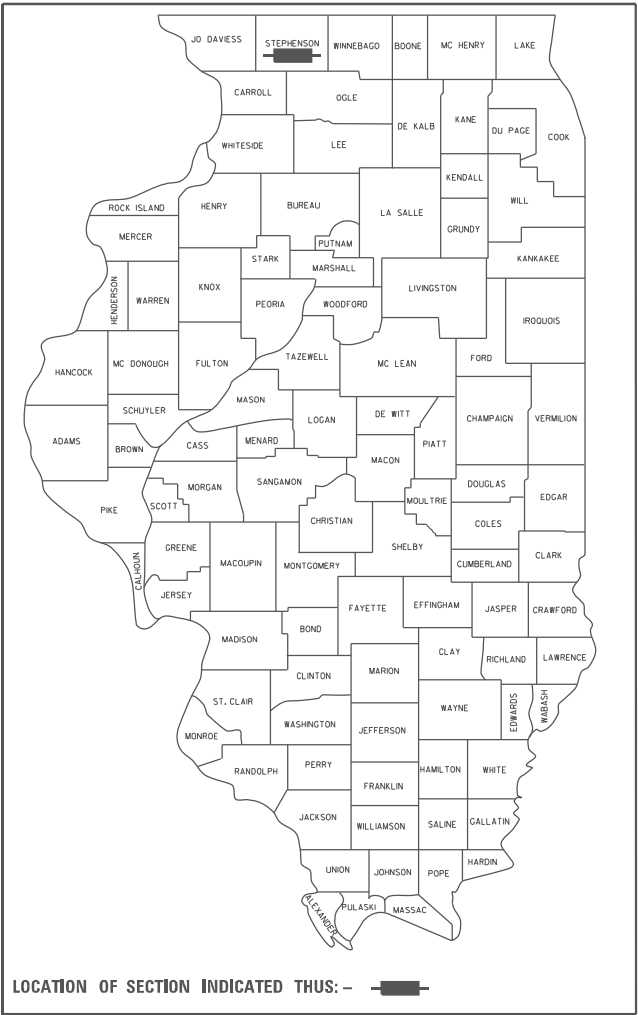 JO DAVIESS
STEPHENSON
WINNEBAGO
BOONE
MC HENRY
LAKE
CARROLL
OGLE
DE KALB
KANE
DU PAGE
COOK
WHITESIDE
LEE
KENDALL
WILL
ROCK ISLAND
HENRY
BUREAU
LA SALLE
GRUNDY
MERCER
PUTNAM
STARK
MARSHALL
KANKAKEE
HENDERSON
WARREN
KNOX
PEORIA
WOODFORD
LIVINGSTON
IROQUOIS
HANCOCK
MC DONOUGH
FULTON
TAZEWELL
MC LEAN
FORD
SCHUYLER
MASON
LOGAN
DE WITT
CHAMPAIGN
VERMILION
ADAMS
BROWN
CASS
MENARD
PIATT
MACON
PIKE
SCOTT
MORGAN
SANGAMON
DOUGLAS
EDGAR
MOULTRIE
CHRISTIAN
COLES
CALHOUN
GREENE
MACOUPIN
MONTGOMERY
SHELBY
CUMBERLAND
CLARK
JERSEY
FAYETTE
EFFINGHAM
JASPER
CRAWFORD
MADISON
BOND
CLAY
RICHLAND
LAWRENCE
CLINTON
MARION
ST. CLAIR
WAYNE
EDWARDS
WABASH
MONROE
WASHINGTON
JEFFERSON
RANDOLPH
PERRY
HAMILTON
WHITE
FRANKLIN
JACKSON
WILLIAMSON
SALINE
GALLATIN
UNION
JOHNSON
POPE
HARDIN
ALEXANDER
PULASKI
MASSAC
LOCATION OF SECTION INDICATED THUS: –